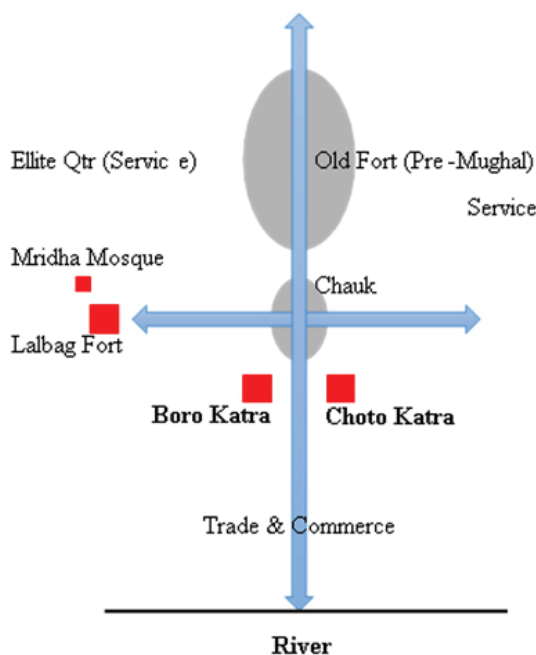 Ellite Qtr (Servic e)
Old Fort (Pre -Mughal)
Service
Mridha Mosque
Chauk
Lalbag Fort
Boro Katra
Choto Katra
Trade & Commerce
River